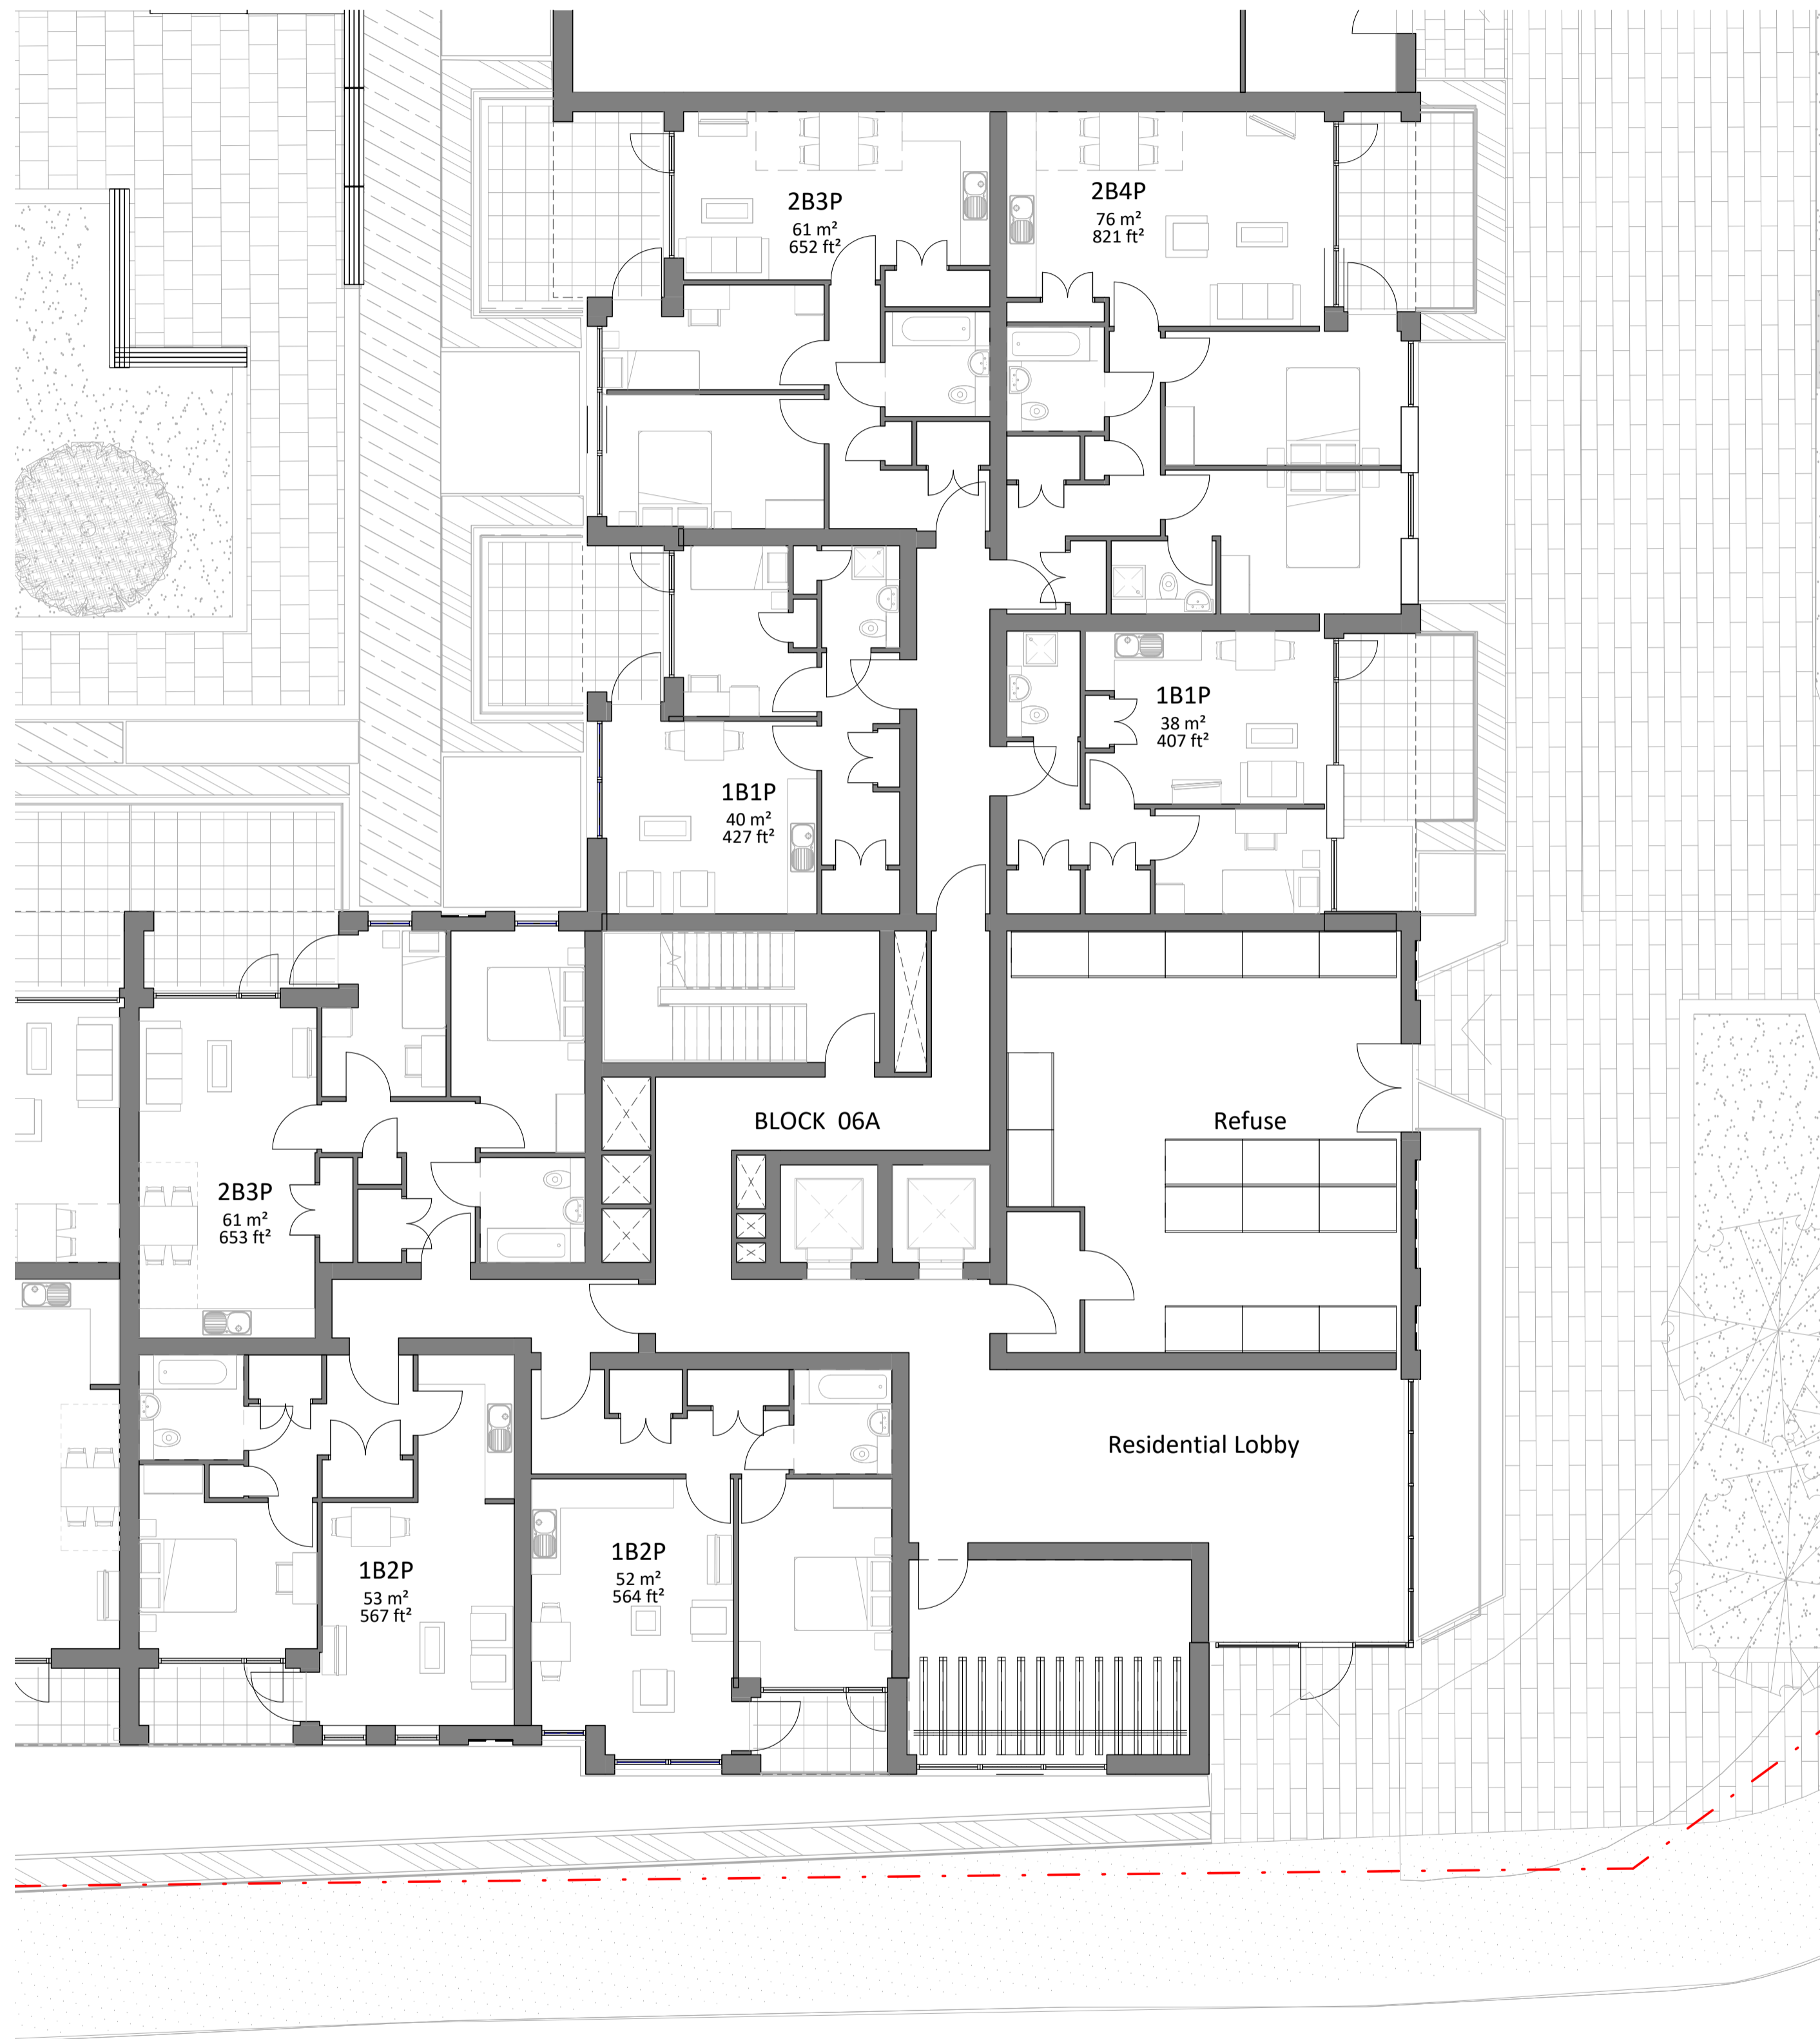 2B3P
61 m²
652 ft²
2B4P
76 m²
821 ft²
1B1P
38 m²
407 ft²
1B1P
40 m²
427 ft²
BLOCK 06A
Refuse
2B3P
61 m²
653 ft²
Residential Lobby
1B2P
53 m²
567 ft²
1B2P
52 m²
564 ft²